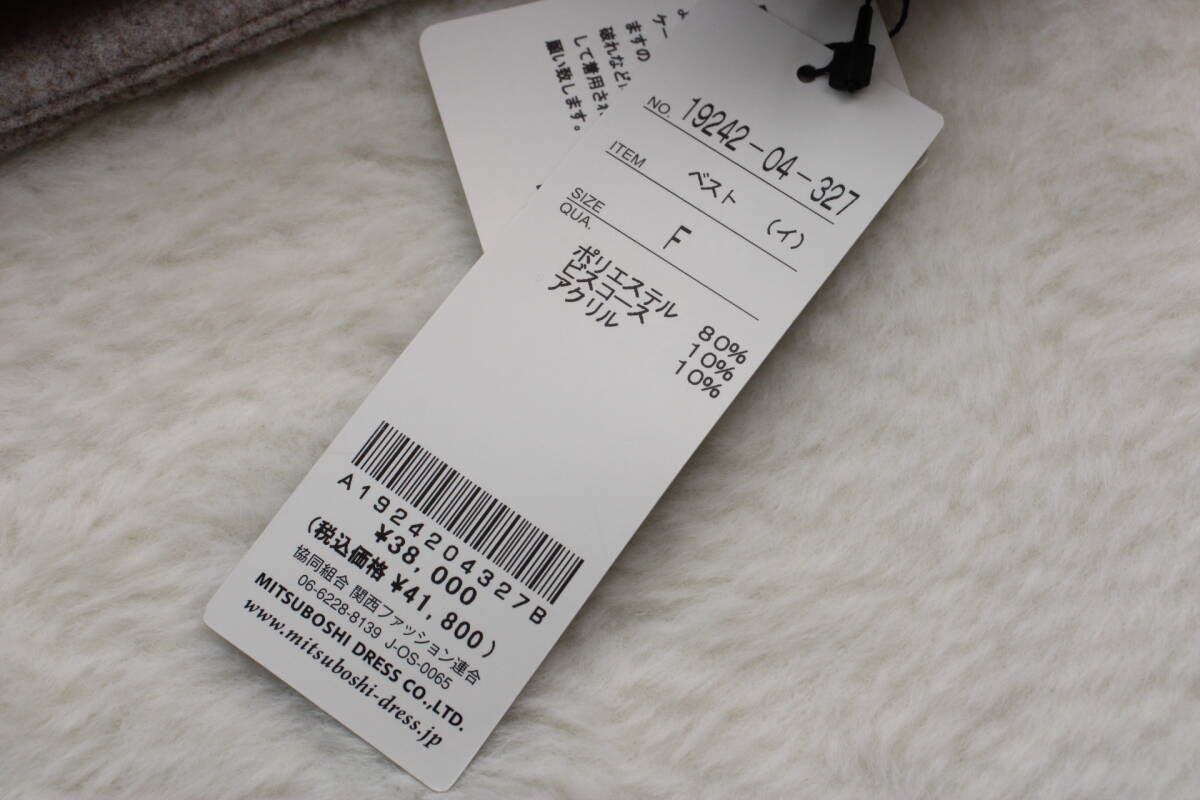 ケー
ますの
破れなど、
して着用され
願い致します。
NO. 19242-04-327
ITEM ベスト (イ)
SIZE F
QUA.
ポリエステル 80%
ビスコース 10%
アクリル 10%
A1924204327B
¥38,000
(税込価格 ¥41,800)
協同組合 関西ファッション連合
06-6228-8139 J-OS-0065
MITSUBOSHI DRESS CO.,LTD.
www.mitsuboshi-dress.jp